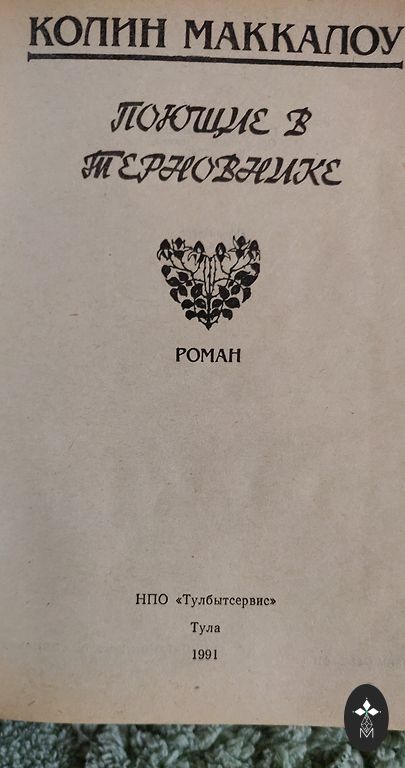 КОЛИН МАККАЛОУ
ПОЮЩИЕ В
ТЕРНОВНИКЕ
РОМАН
НПО «Тулбытсервис»
Тула
1991